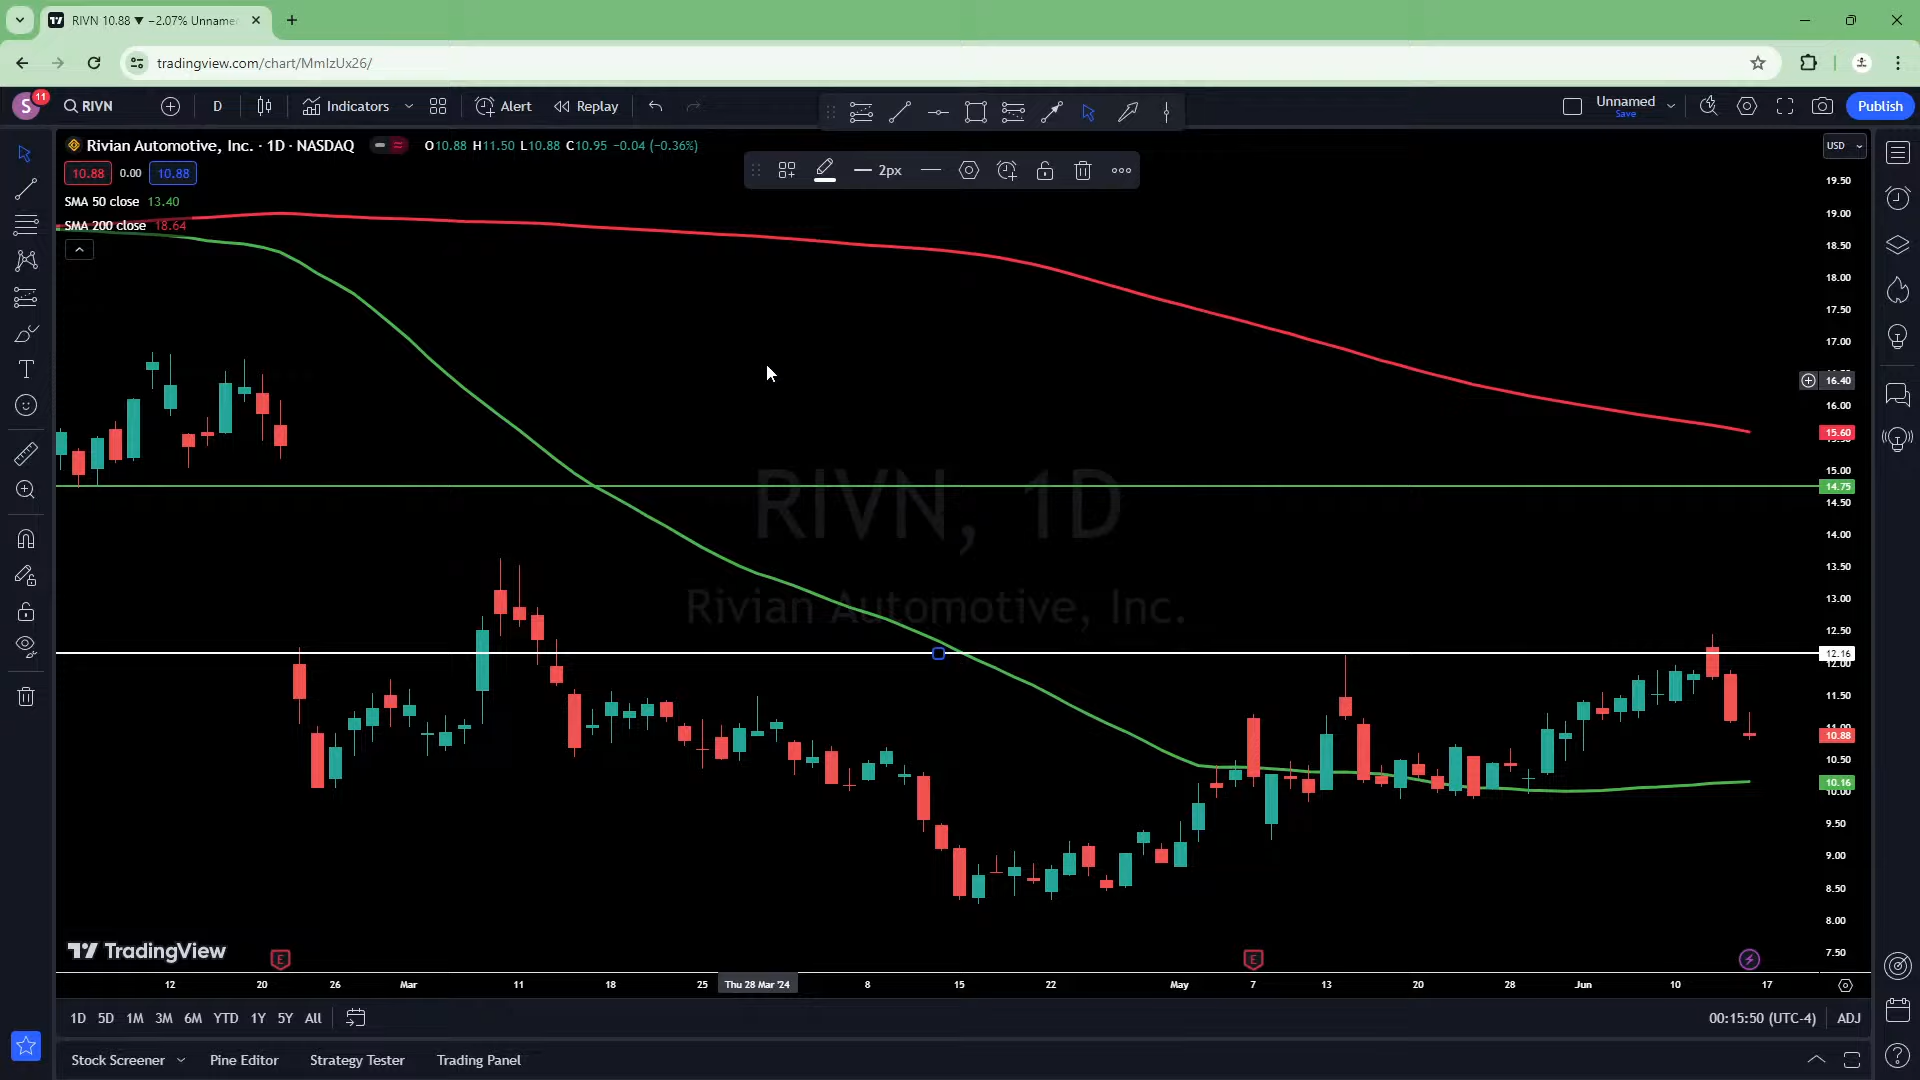 RIVN 10.88 ▼ −2.07% Unname
tradingview.com/chart/MmIzUx26/
S
11
RIVN
D
Indicators
Alert
Replay
Unnamed
Save
Publish
Rivian Automotive, Inc. · 1D · NASDAQ
O10.88 H11.50 L10.88 C10.95 −0.04 (−0.36%)
USD
10.88
0.00
10.88
2px
SMA 50 close 13.40
SMA 200 close 18.64
19.50
19.00
18.50
18.00
17.50
17.00
16.40
16.00
15.60
15.00
14.75
14.50
14.00
13.50
13.00
12.50
12.16
12.00
11.50
11.00
10.88
10.50
10.16
10.00
9.50
9.00
8.50
8.00
7.50
RIVN, 1D
Rivian Automotive, Inc.
TradingView
E
E
12
20
26
Mar
11
18
25
Thu 28 Mar '24
8
15
22
May
7
13
20
28
Jun
10
17
1D 5D 1M 3M 6M YTD 1Y 5Y All
00:15:50 (UTC-4)
ADJ
Stock Screener
Pine Editor
Strategy Tester
Trading Panel